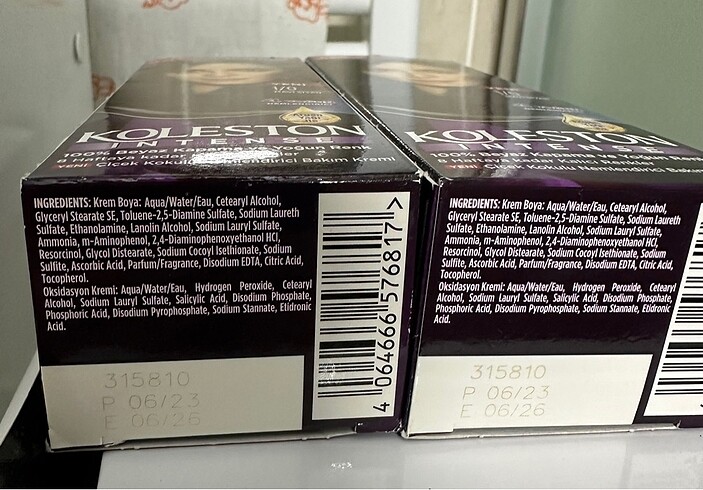 KOLESTON
INTENSE
INGREDIENTS: Krem Boya: Aqua/Water/Eau, Cetearyl Alcohol,
Glyceryl Stearate SE, Toluene-2,5-Diamine Sulfate, Sodium Laureth
Sulfate, Ethanolamine, Lanolin Alcohol, Sodium Lauryl Sulfate,
Ammonia, m-Aminophenol, 2,4-Diaminophenoxyethanol HCl,
Resorcinol, Glycol Distearate, Sodium Cocoyl Isethionate, Sodium
Sulfite, Ascorbic Acid, Parfum/Fragrance, Disodium EDTA, Citric Acid,
Tocopherol.
Oksidasyon Kremi: Aqua/Water/Eau, Hydrogen Peroxide, Cetearyl
Alcohol, Sodium Lauryl Sulfate, Salicylic Acid, Disodium Phosphate,
Phosphoric Acid, Disodium Pyrophosphate, Sodium Stannate, Etidronic
Acid.
4 064666 576817 >
315810
P 06/23
E 06/26
KOLESTON
INTENSE
INGREDIENTS: Krem Boya: Aqua/Water/Eau, Cetearyl Alcohol,
Glyceryl Stearate SE, Toluene-2,5-Diamine Sulfate, Sodium Laureth
Sulfate, Ethanolamine, Lanolin Alcohol, Sodium Lauryl Sulfate,
Ammonia, m-Aminophenol, 2,4-Diaminophenoxyethanol HCl,
Resorcinol, Glycol Distearate, Sodium Cocoyl Isethionate, Sodium
Sulfite, Ascorbic Acid, Parfum/Fragrance, Disodium EDTA, Citric Acid,
Tocopherol.
Oksidasyon Kremi: Aqua/Water/Eau, Hydrogen Peroxide, Cetearyl
Alcohol, Sodium Lauryl Sulfate, Salicylic Acid, Disodium Phosphate,
Phosphoric Acid, Disodium Pyrophosphate, Sodium Stannate, Etidronic
Acid.
315810
P 06/23
E 06/26